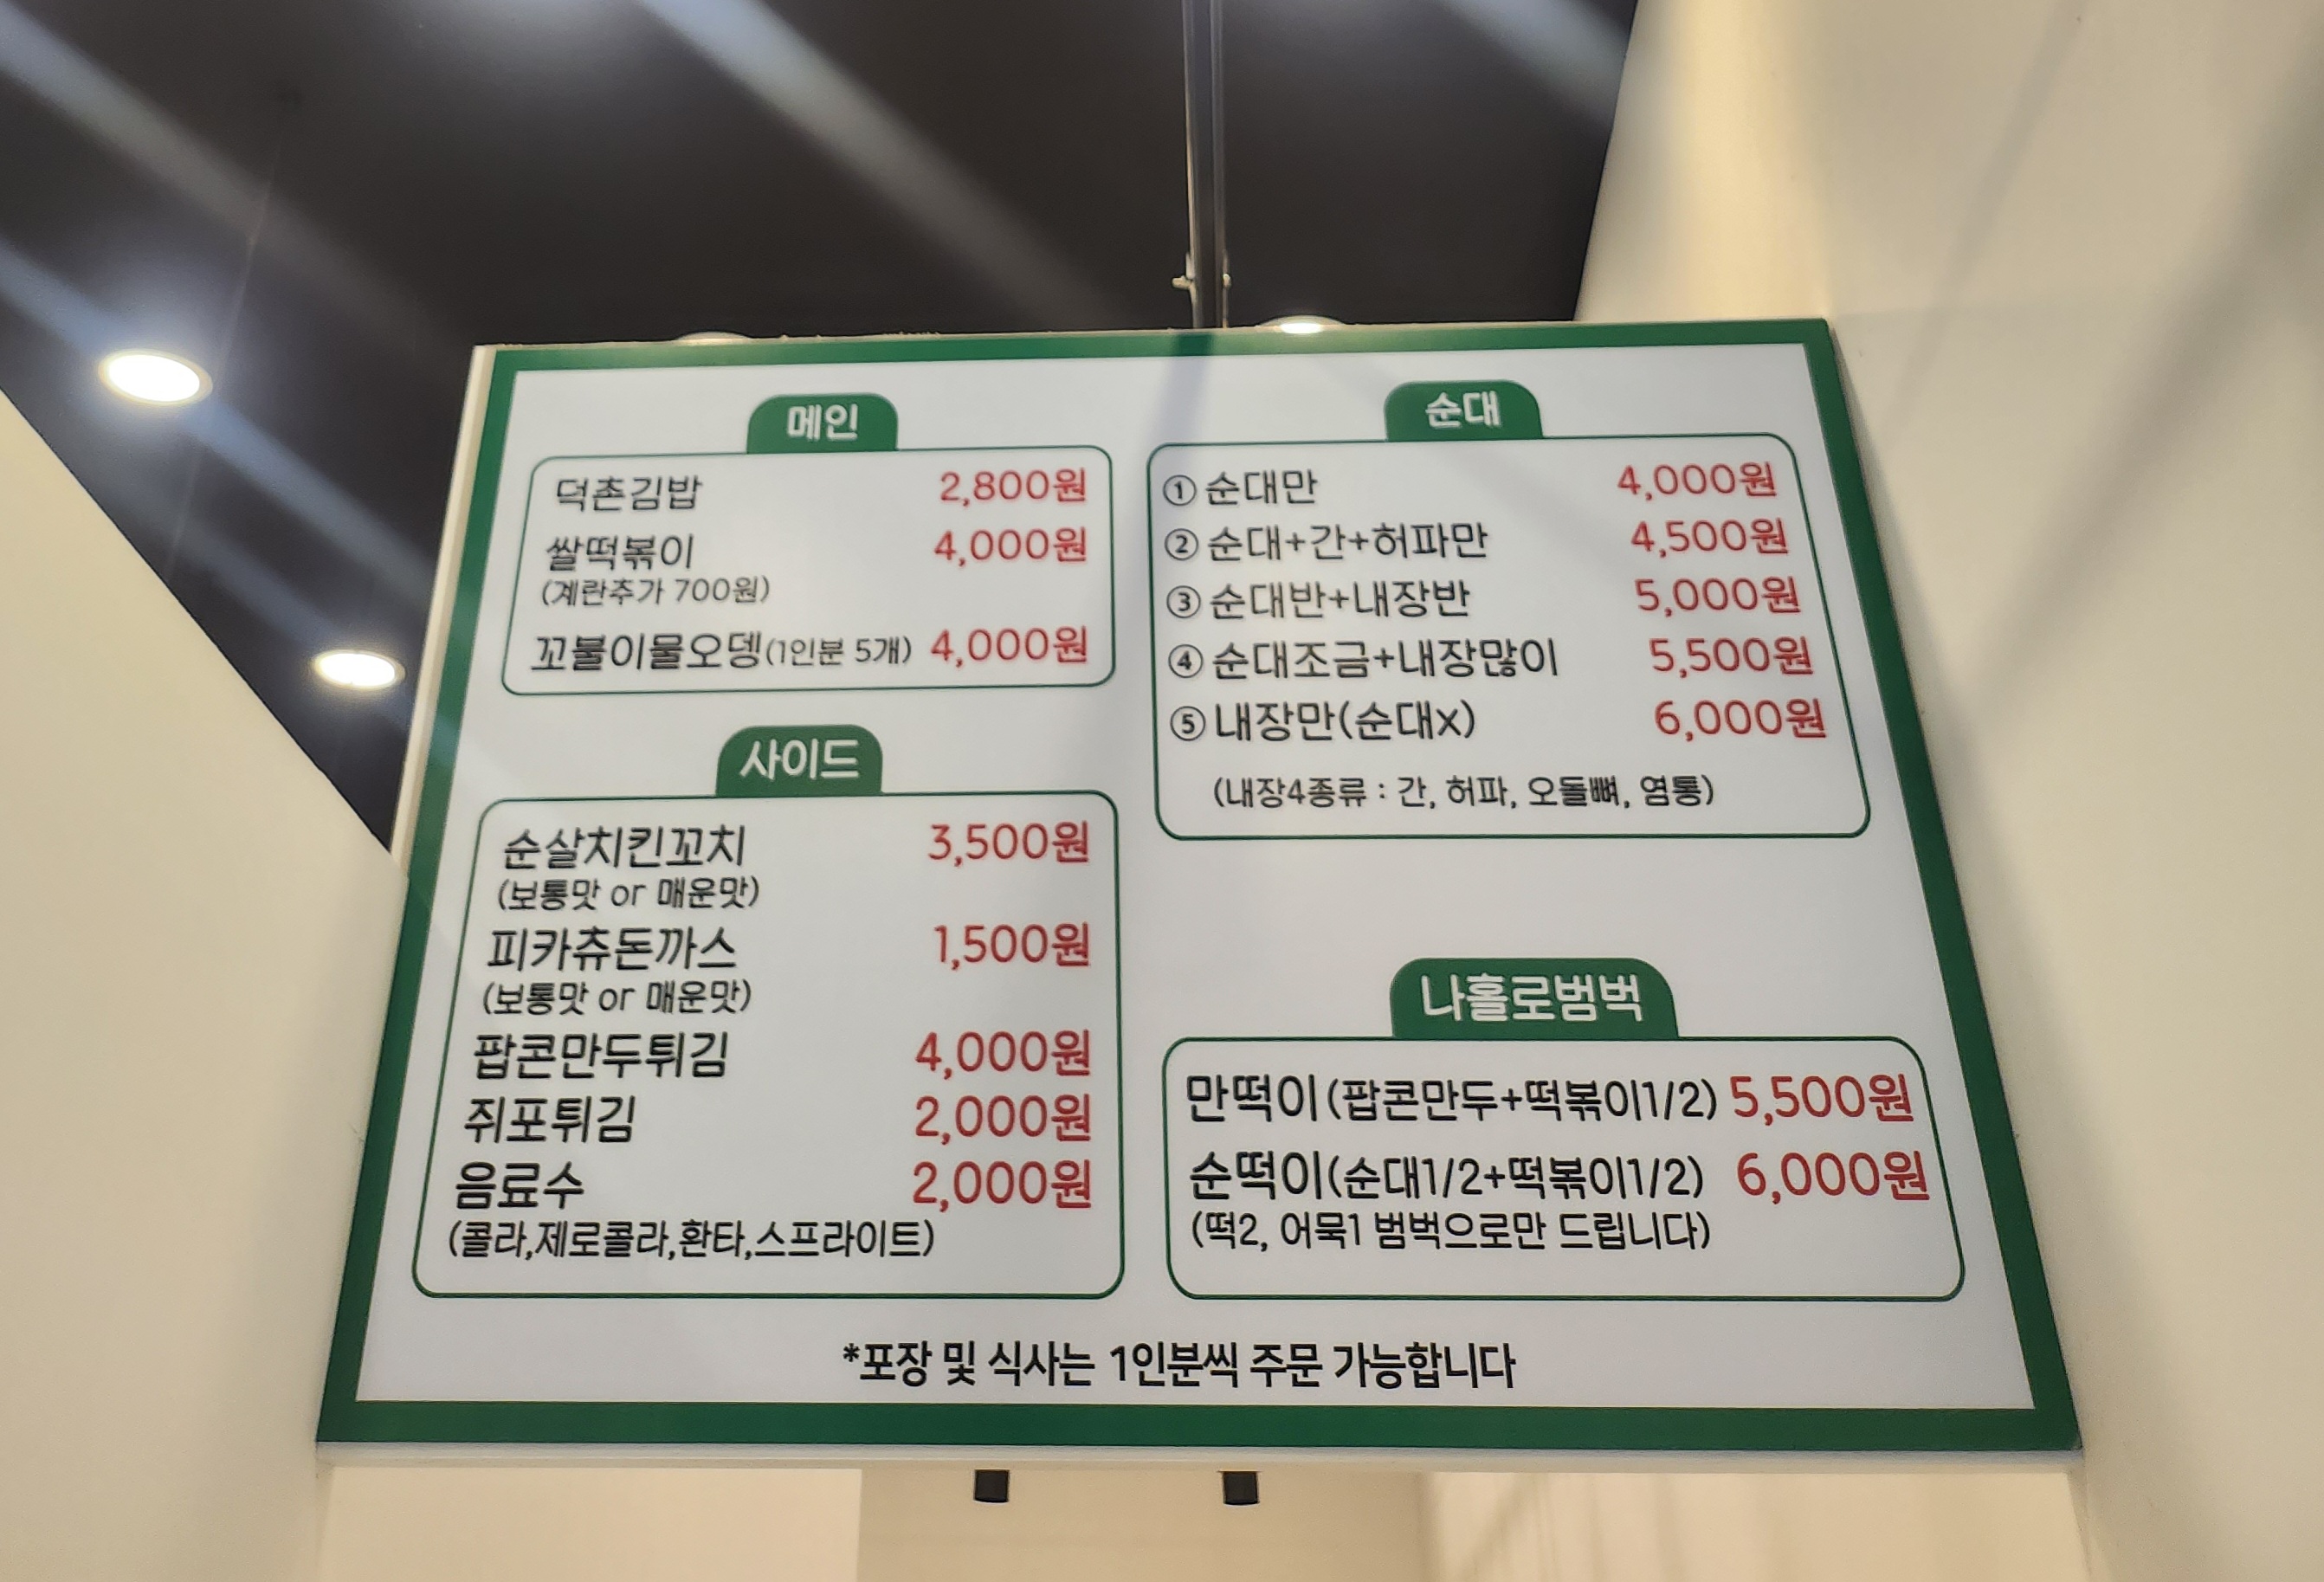 메인
덕촌김밥 2,800원
쌀떡볶이 4,000원
(계란추가 700원)
꼬불이물오뎅(1인분 5개) 4,000원
사이드
순살치킨꼬치 3,500원
(보통맛 or 매운맛)
피카츄돈까스 1,500원
(보통맛 or 매운맛)
팝콘만두튀김 4,000원
쥐포튀김 2,000원
음료수 2,000원
(콜라,제로콜라,환타,스프라이트)
순대
① 순대만 4,000원
② 순대+간+허파만 4,500원
③ 순대반+내장반 5,000원
④ 순대조금+내장많이 5,500원
⑤ 내장만(순대x) 6,000원
(내장4종류 : 간, 허파, 오돌뼈, 염통)
나홀로범벅
만떡이(팝콘만두+떡볶이1/2) 5,500원
순떡이(순대1/2+떡볶이1/2) 6,000원
(떡2, 어묵1 범벅으로만 드립니다)
*포장 및 식사는 1인분씩 주문 가능합니다